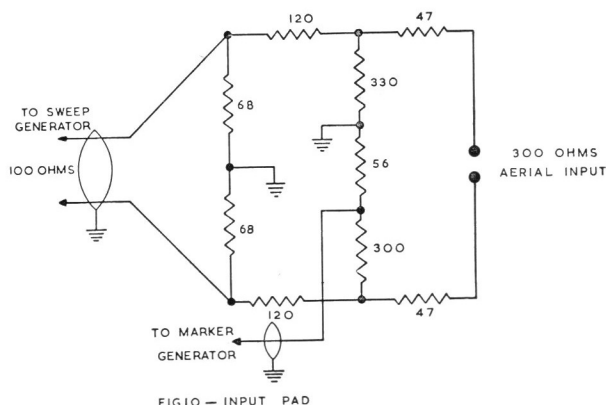 120
47
330
68
TO SWEEP
GENERATOR
100 OHMS
56
300 OHMS
AERIAL INPUT
68
300
120
47
TO MARKER
GENERATOR
FIG 10 — INPUT PAD